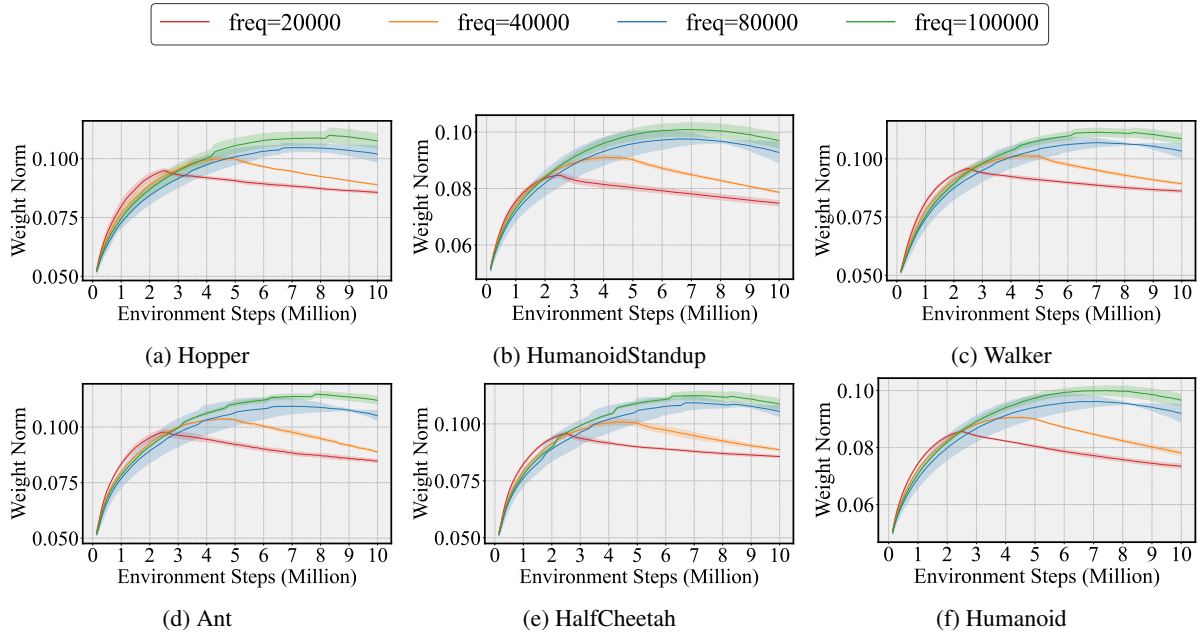 freq=20000 freq=40000 freq=80000 freq=100000
Weight Norm
0.100
0.075
0.050
0 1 2 3 4 5 6 7 8 9 10
Environment Steps (Million)
(a) Hopper
Weight Norm
0.10
0.08
0.06
0 1 2 3 4 5 6 7 8 9 10
Environment Steps (Million)
(b) HumanoidStandup
Weight Norm
0.100
0.075
0.050
0 1 2 3 4 5 6 7 8 9 10
Environment Steps (Million)
(c) Walker
Weight Norm
0.100
0.075
0.050
0 1 2 3 4 5 6 7 8 9 10
Environment Steps (Million)
(d) Ant
Weight Norm
0.100
0.075
0.050
0 1 2 3 4 5 6 7 8 9 10
Environment Steps (Million)
(e) HalfCheetah
Weight Norm
0.10
0.08
0.06
0 1 2 3 4 5 6 7 8 9 10
Environment Steps (Million)
(f) Humanoid